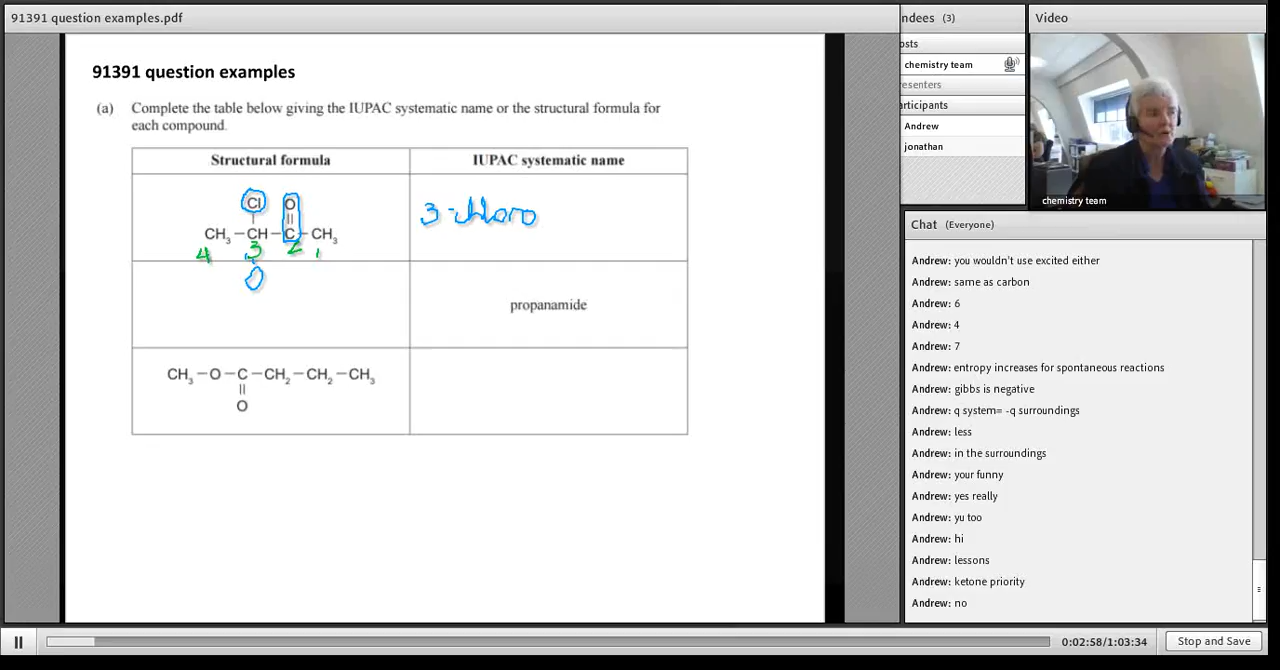 91391 question examples.pdf
91391 question examples
(a) Complete the table below giving the IUPAC systematic name or the structural formula for
each compound.
Structural formula
IUPAC systematic name
Cl O
||
CH₃ – CH – C – CH₃
4 3 2 1
3-chloro
0
propanamide
CH₃ – O – C – CH₂ – CH₂ – CH₃
||
O
ndees (3)
osts
chemistry team
resenters
articipants
Andrew
jonathan
Video
chemistry team
Chat (Everyone)
Andrew: you wouldn't use excited either
Andrew: same as carbon
Andrew: 6
Andrew: 4
Andrew: 7
Andrew: entropy increases for spontaneous reactions
Andrew: gibbs is negative
Andrew: q system= -q surroundings
Andrew: less
Andrew: in the surroundings
Andrew: your funny
Andrew: yes really
Andrew: yu too
Andrew: hi
Andrew: lessons
Andrew: ketone priority
Andrew: no
0:02:58/1:03:34
Stop and Save